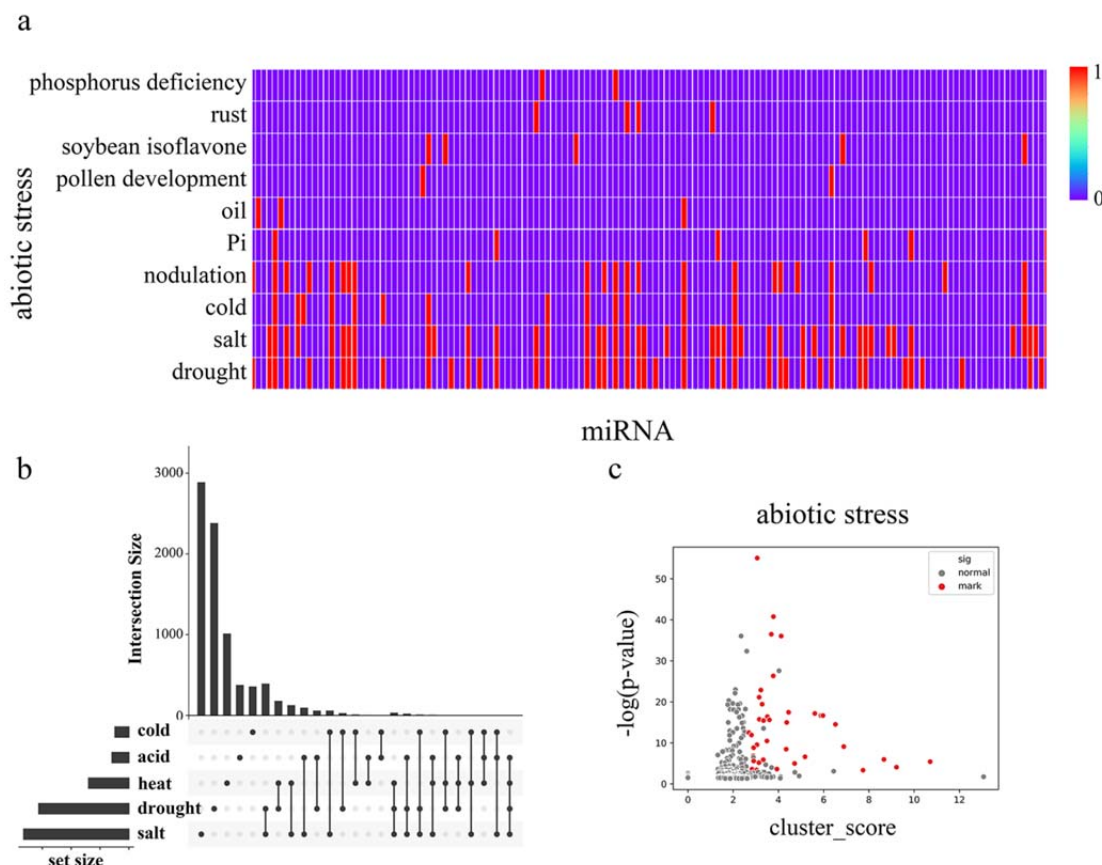 a
phosphorus deficiency
rust
soybean isoflavone
pollen development
oil
Pi
nodulation
cold
salt
drought
abiotic stress
miRNA
1
0
b
3000
2000
1000
0
Intersection Size
cold
acid
heat
drought
salt
set size
c
abiotic stress
sig
normal
mark
50
40
30
20
10
0
-log(p-value)
0 2 4 6 8 10 12
cluster_score